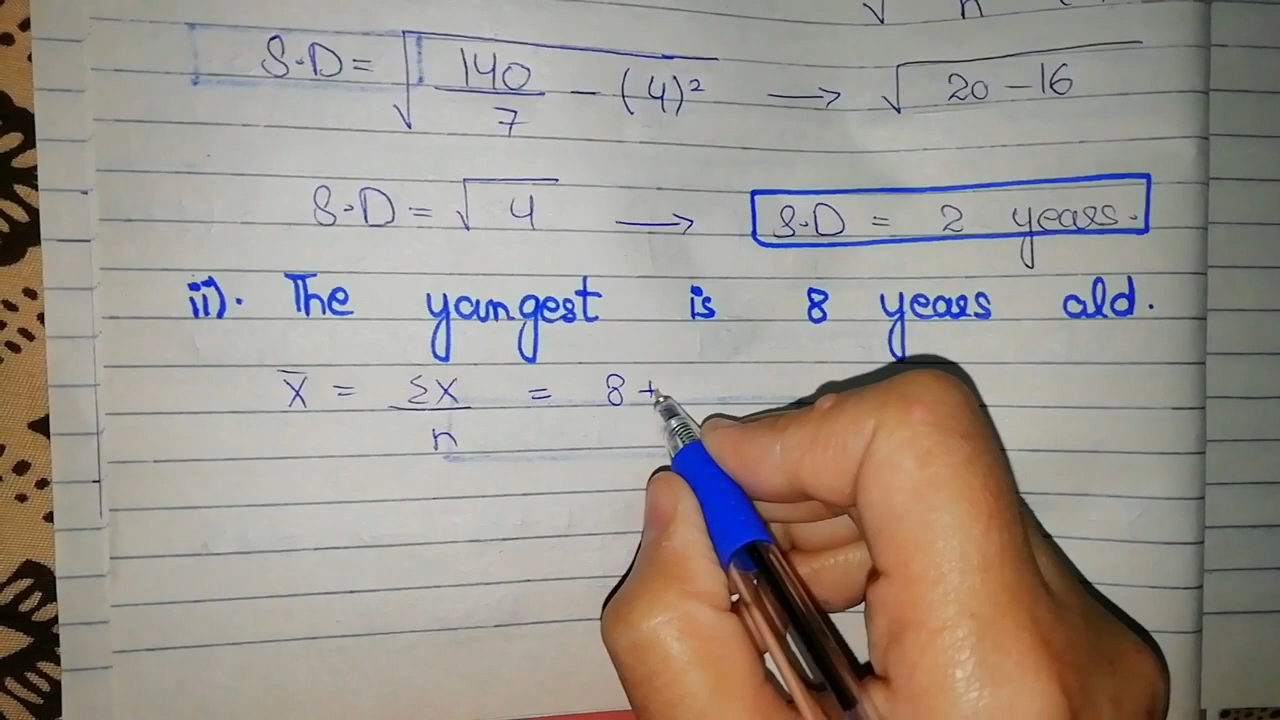 √ n
S.D = √ 140/7 - (4)² → √ 20 - 16
S.D = √4 → S.D = 2 years.
ii). The yangest is 8 years ald.
X̄ = ΣX/n = 8 +